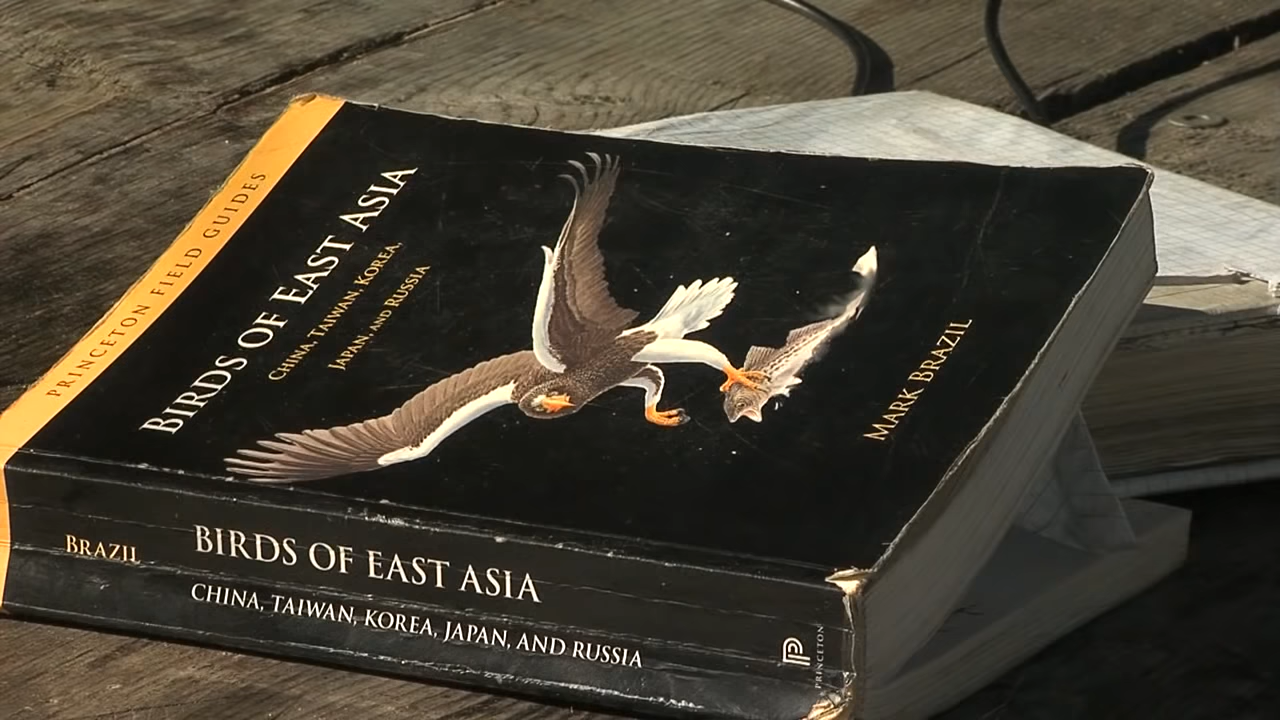 PRINCETON FIELD GUIDES
BIRDS OF EAST ASIA
CHINA, TAIWAN, KOREA,
JAPAN, AND RUSSIA
MARK BRAZIL
BRAZIL
BIRDS OF EAST ASIA
CHINA, TAIWAN, KOREA, JAPAN, AND RUSSIA
PRINCETON